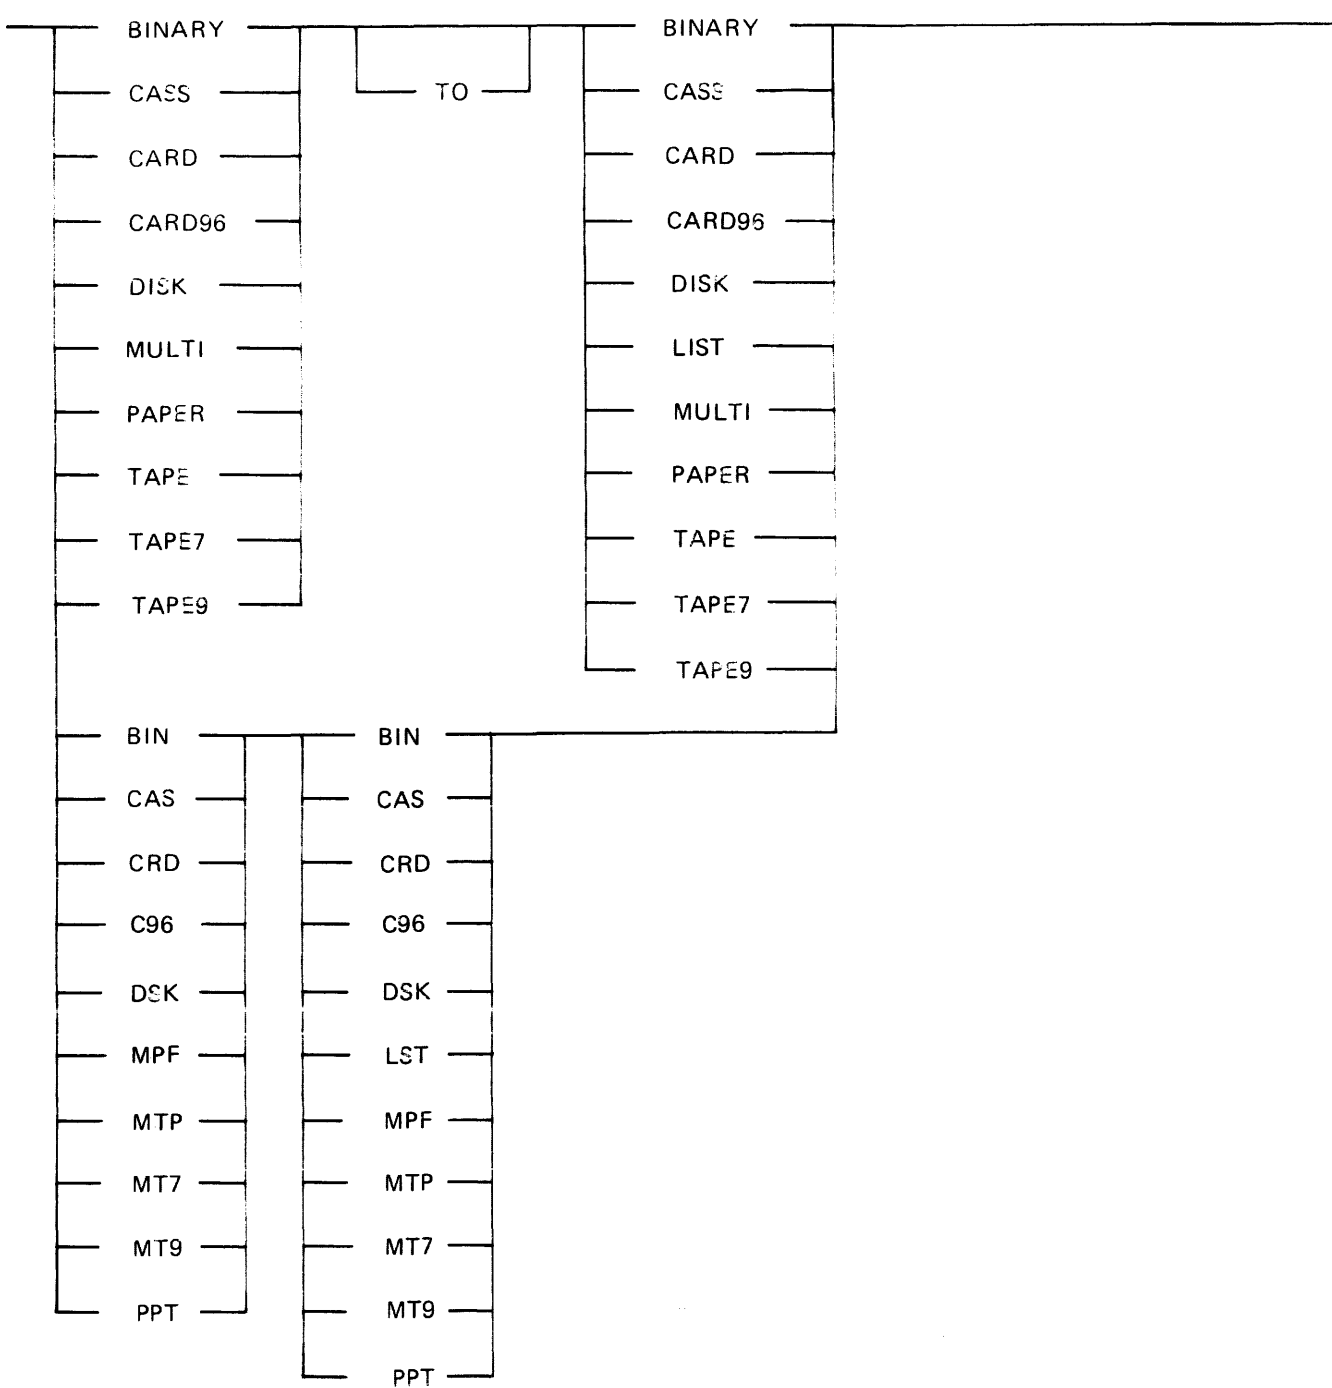 BINARY BINARY
CASS TO CASS
CARD CARD
CARD96 CARD96
DISK DISK
MULTI LIST
PAPER MULTI
TAPE PAPER
TAPE7 TAPE
TAPE9 TAPE7
TAPE9
BIN BIN
CAS CAS
CRD CRD
C96 C96
DSK DSK
MPF LST
MTP MPF
MT7 MTP
MT9 MT7
PPT MT9
PPT